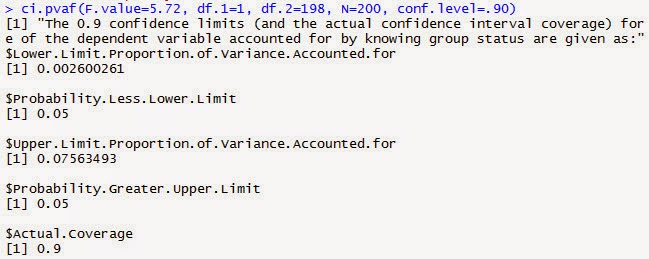 > ci.pvaf(F.value=5.72, df.1=1, df.2=198, N=200, conf.level=.90)
[1] "The 0.9 confidence limits (and the actual confidence interval coverage) for
e of the dependent variable accounted for by knowing group status are given as:"
$Lower.Limit.Proportion.of.Variance.Accounted.for
[1] 0.002600261
$Probability.Less.Lower.Limit
[1] 0.05
$Upper.Limit.Proportion.of.Variance.Accounted.for
[1] 0.07563493
$Probability.Greater.Upper.Limit
[1] 0.05
$Actual.Coverage
[1] 0.9